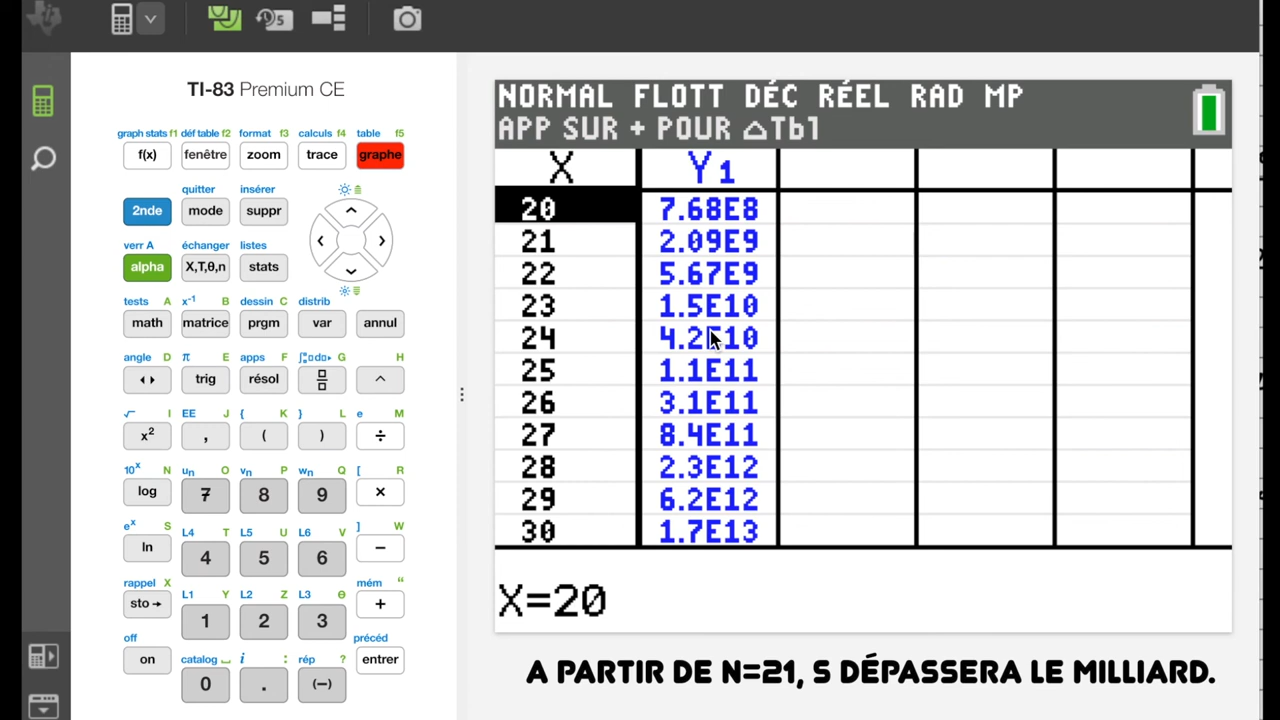 TI-83 Premium CE
graph stats f1 déf table f2 format f3 calculs f4 table f5
f(x) fenêtre zoom trace graphe
quitter insérer
2nde mode suppr
verr A échanger listes
alpha X,T,θ,n stats
tests A x-1 B dessin C distrib
math matrice prgm var annul
angle D π E apps F G H
trig résol ^
√ I EE J { K } L e M
x² , ( ) ÷
10x N un O vn P wn Q [ R
log 7 8 9 ×
ex S L4 T L5 U L6 V ] W
ln 4 5 6 −
rappel X L1 Y L2 Z L3 θ mém “
sto→ 1 2 3 +
off catalog i : rép ? précéd
on 0 . (−) entrer
NORMAL FLOTT DÉC RÉEL RAD MP
APP SUR + POUR △Tbl
X Y1
20 7.68E8
21 2.09E9
22 5.67E9
23 1.5E10
24 4.2E10
25 1.1E11
26 3.1E11
27 8.4E11
28 2.3E12
29 6.2E12
30 1.7E13
X=20
A PARTIR DE N=21, S DÉPASSERA LE MILLIARD.